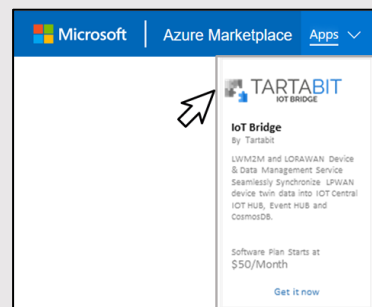 Microsoft Azure Marketplace Apps
TARTABIT
IOT BRIDGE
IoT Bridge
By Tartabit
LWM2M and LORAWAN Device
& Data Management Service
Seamlessly Synchronize LPWAN
device twin data into IOT Central
IOT HUB, Event HUB and
CosmosDB.
Software Plan Starts at
$50/Month
Get it now